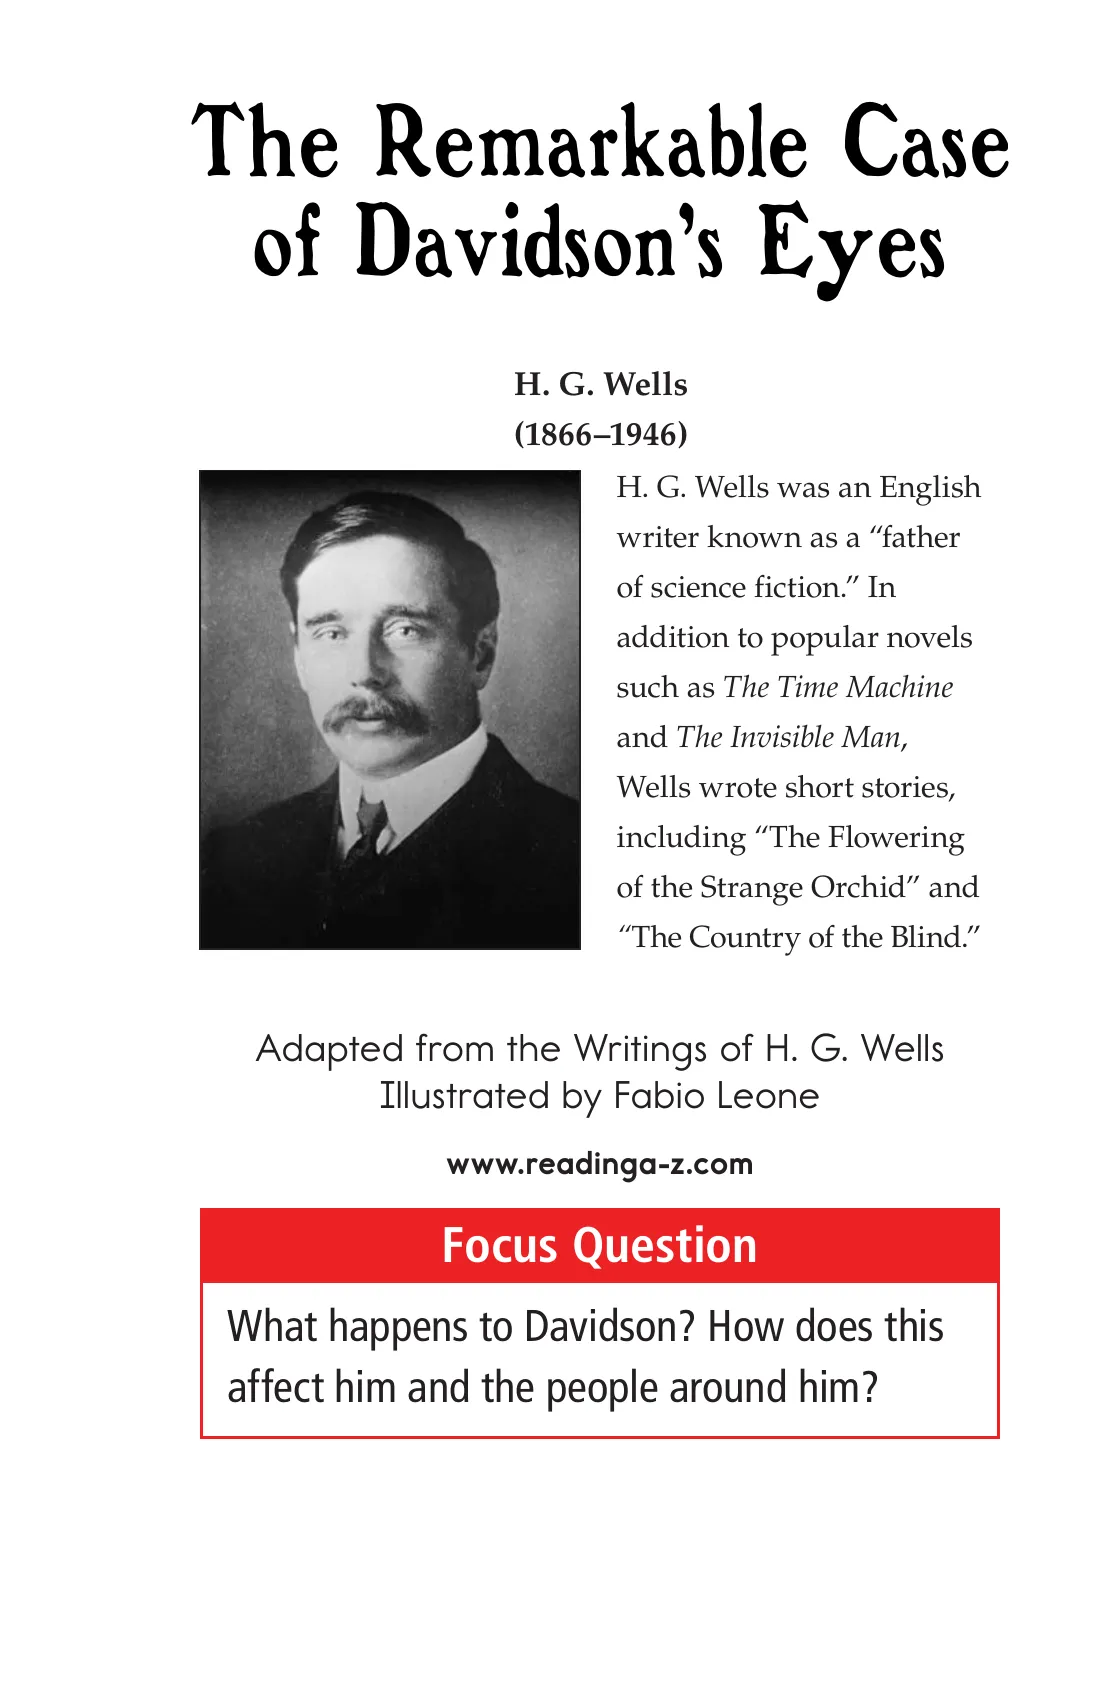 The Remarkable Case
of Davidson’s Eyes
H. G. Wells
(1866–1946)
H. G. Wells was an English
writer known as a “father
of science fiction.” In
addition to popular novels
such as The Time Machine
and The Invisible Man,
Wells wrote short stories,
including “The Flowering
of the Strange Orchid” and
“The Country of the Blind.”
Adapted from the Writings of H. G. Wells
Illustrated by Fabio Leone
www.readinga-z.com
Focus Question
What happens to Davidson? How does this
affect him and the people around him?